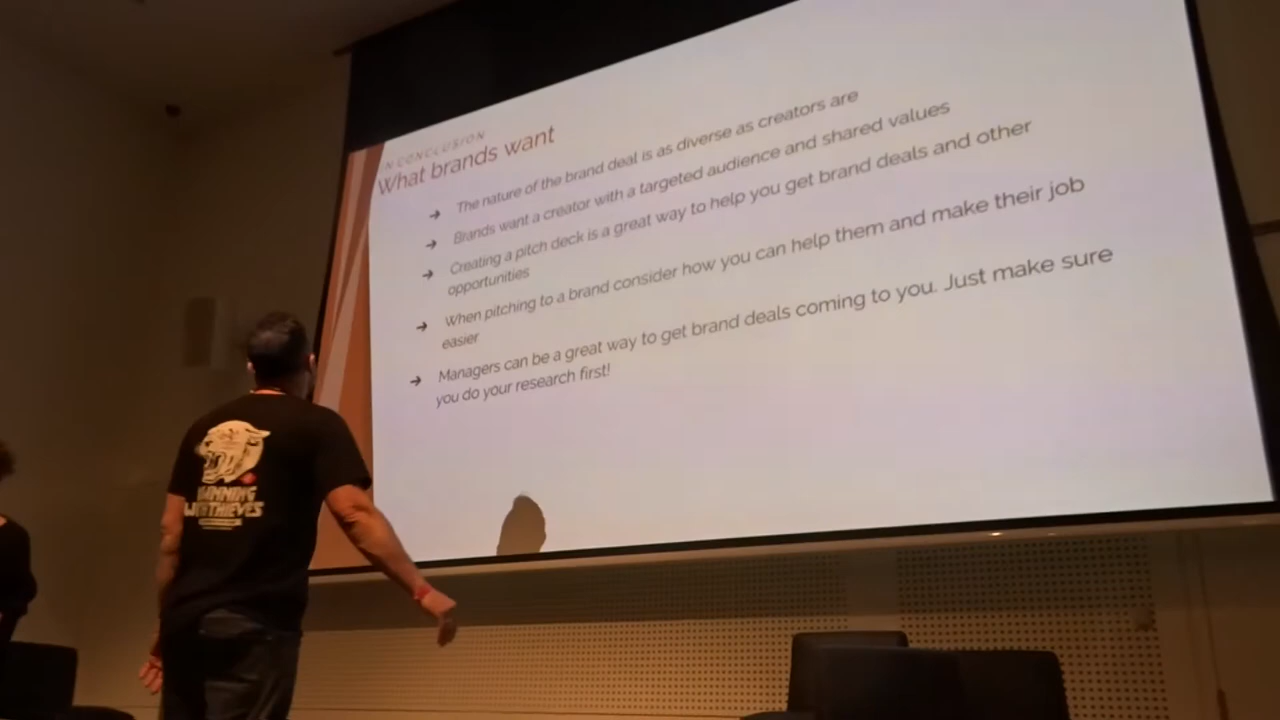 IN CONCLUSION
What brands want
➔ The nature of the brand deal is as diverse as creators are
➔ Brands want a creator with a targeted audience and shared values
➔ Creating a pitch deck is a great way to help you get brand deals and other
opportunities
➔ When pitching to a brand consider how you can help them and make their job
easier
➔ Managers can be a great way to get brand deals coming to you. Just make sure
you do your research first!
THIEVES